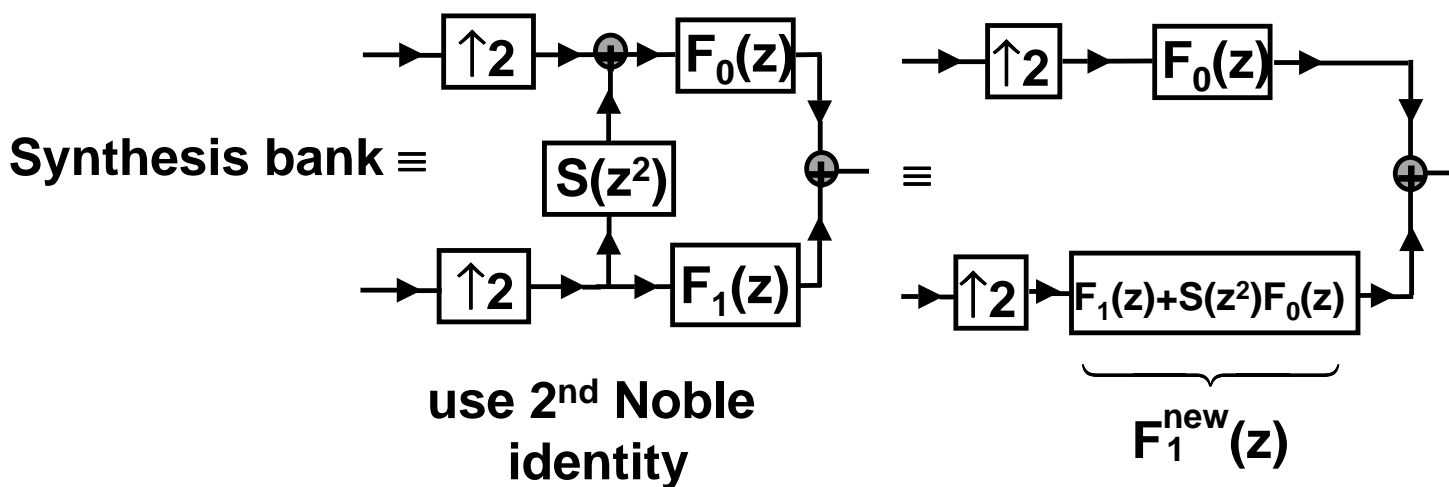 ↑2
F₀(z)
↑2
F₀(z)
Synthesis bank ≡
S(z²)
≡
↑2
F₁(z)
↑2
F₁(z)+S(z²)F₀(z)
use 2ⁿᵈ Noble
identity
F₁ⁿᵉʷ(z)